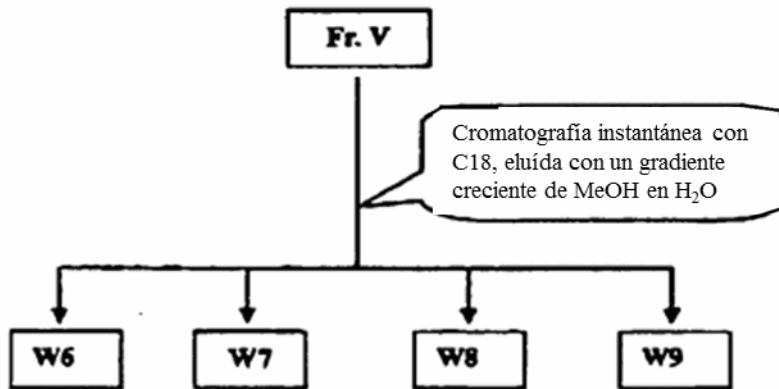 Fr. V
Cromatografía instantánea con
C18, eluída con un gradiente
creciente de MeOH en H₂O
W6 W7 W8 W9